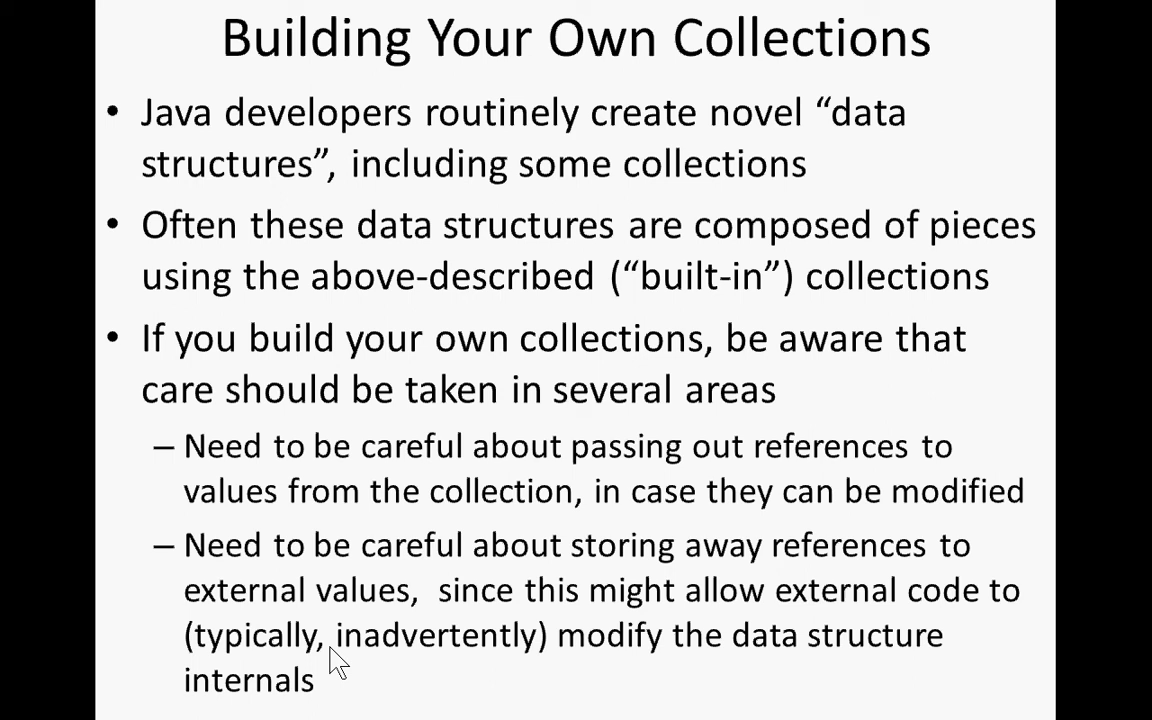 Building Your Own Collections
• Java developers routinely create novel “data
structures”, including some collections
• Often these data structures are composed of pieces
using the above-described (“built-in”) collections
• If you build your own collections, be aware that
care should be taken in several areas
– Need to be careful about passing out references to
values from the collection, in case they can be modified
– Need to be careful about storing away references to
external values,  since this might allow external code to
(typically, inadvertently) modify the data structure
internals